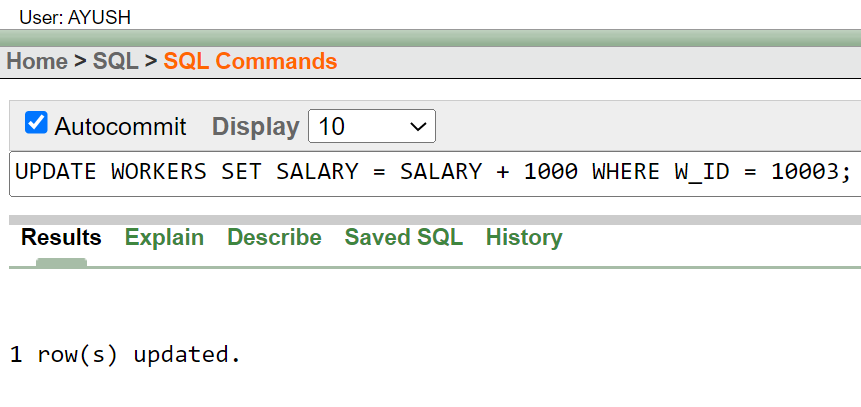 User: AYUSH
Home > SQL > SQL Commands
Autocommit Display 10
UPDATE WORKERS SET SALARY = SALARY + 1000 WHERE W_ID = 10003;
Results Explain Describe Saved SQL History
1 row(s) updated.